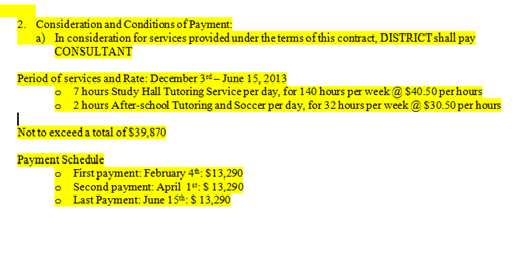 2. Consideration and Conditions of Payment:
a) In consideration for services provided under the terms of this contract, DISTRICT shall pay
CONSULTANT
Period of services and Rate: December 3rd – June 15, 2013
o 7 hours Study Hall Tutoring Service per day, for 140 hours per week @ $40.50 per hours
o 2 hours After-school Tutoring and Soccer per day, for 32 hours per week @ $30.50 per hours
Not to exceed a total of $39,870
Payment Schedule
o First payment: February 4th: $13,290
o Second payment: April 1st: $ 13,290
o Last Payment: June 15th: $ 13,290